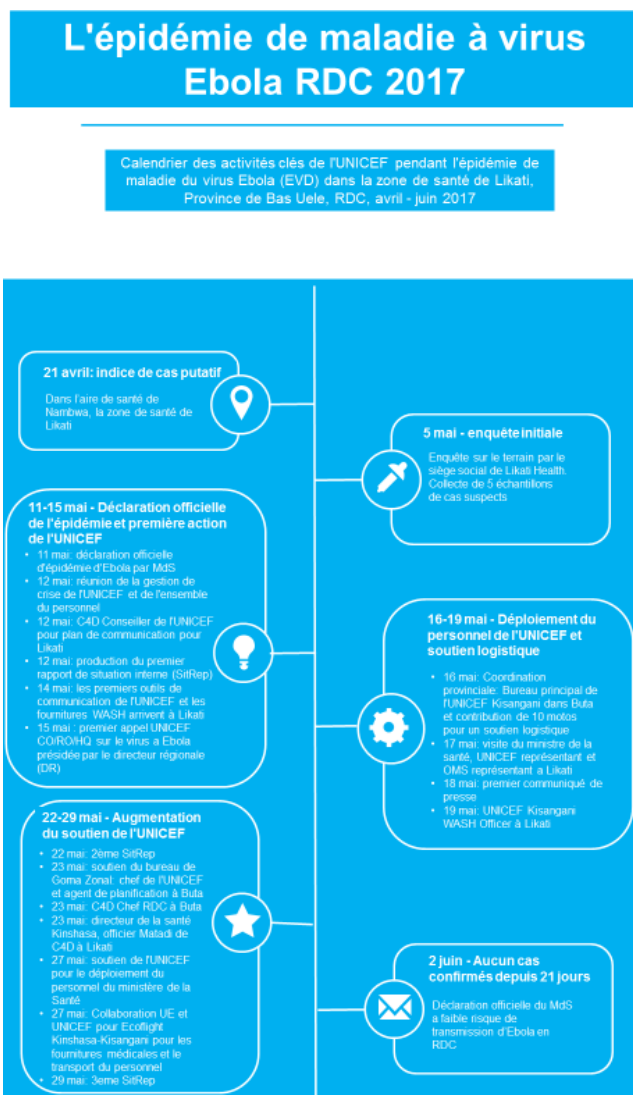 L'épidémie de maladie à virus
Ebola RDC 2017
Calendrier des activités clés de l'UNICEF pendant l'épidémie de
maladie du virus Ebola (EVD) dans la zone de santé de Likati,
Province de Bas Uele, RDC, avril - juin 2017
21 avril: indice de cas putatif
Dans l'aire de santé de
Nambwa, la zone de santé de
Likati
5 mai - enquête initiale
Enquête sur le terrain par le
siège social de Likati Health.
Collecte de 5 échantillons
de cas suspects
11-15 mai - Déclaration officielle
de l'épidémie et première action
de l'UNICEF
• 11 mai: déclaration officielle
d'épidémie d'Ebola par MdS
• 12 mai: réunion de la gestion de
crise de l'UNICEF et de l'ensemble
du personnel
• 12 mai: C4D Conseiller de l'UNICEF
pour plan de communication pour
Likati
• 12 mai: production du premier
rapport de situation interne (SitRep)
• 14 mai: les premiers outils de
communication de l'UNICEF et les
fournitures WASH arrivent à Likati
• 15 mai : premier appel UNICEF
CO/RO/HQ sur le virus a Ebola
présidée par le directeur régionale
(DR)
16-19 mai - Déploiement du
personnel de l'UNICEF et
soutien logistique
• 16 mai: Coordination
provinciale: Bureau principal de
l'UNICEF Kisangani dans Buta
et contribution de 10 motos
pour un soutien logistique
• 17 mai: visite du ministre de la
santé, UNICEF représentant et
OMS représentant a Likati
• 18 mai: premier communiqué de
presse
• 19 mai: UNICEF Kisangani
WASH Officer à Likati
22-29 mai - Augmentation
du soutien de l'UNICEF
• 22 mai: 2ème SitRep
• 23 mai: soutien du bureau de
Goma Zonal: chef de l'UNICEF
et agent de planification à Buta
• 23 mai: C4D Chef RDC à Buta
• 23 mai: directeur de la santé
Kinshasa, officier Matadi de
C4D à Likati
• 27 mai: soutien de l'UNICEF
pour le déploiement du
personnel du ministère de la
Santé
• 27 mai: Collaboration UE et
UNICEF pour Ecoflight
Kinshasa-Kisangani pour les
fournitures médicales et le
transport du personnel
• 29 mai: 3eme SitRep
2 juin - Aucun cas
confirmés depuis 21 jours
Déclaration officielle du MdS
a faible risque de
transmission d'Ebola en
RDC